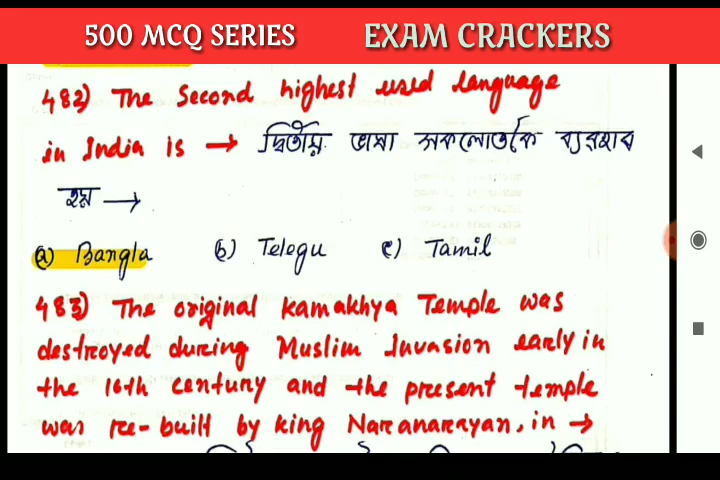 500 MCQ SERIES EXAM CRACKERS
482) The second highest used language
in India is → দ্বিতীয় ভাষা সকলোতকৈ ব্যৱহাৰ
হয় →
a) Bangla b) Telegu c) Tamil
483) The original Kamakhya Temple was
destroyed during Muslim Invasion early in
the 16th century and the present temple
was re-built by king Naranarayan, in →